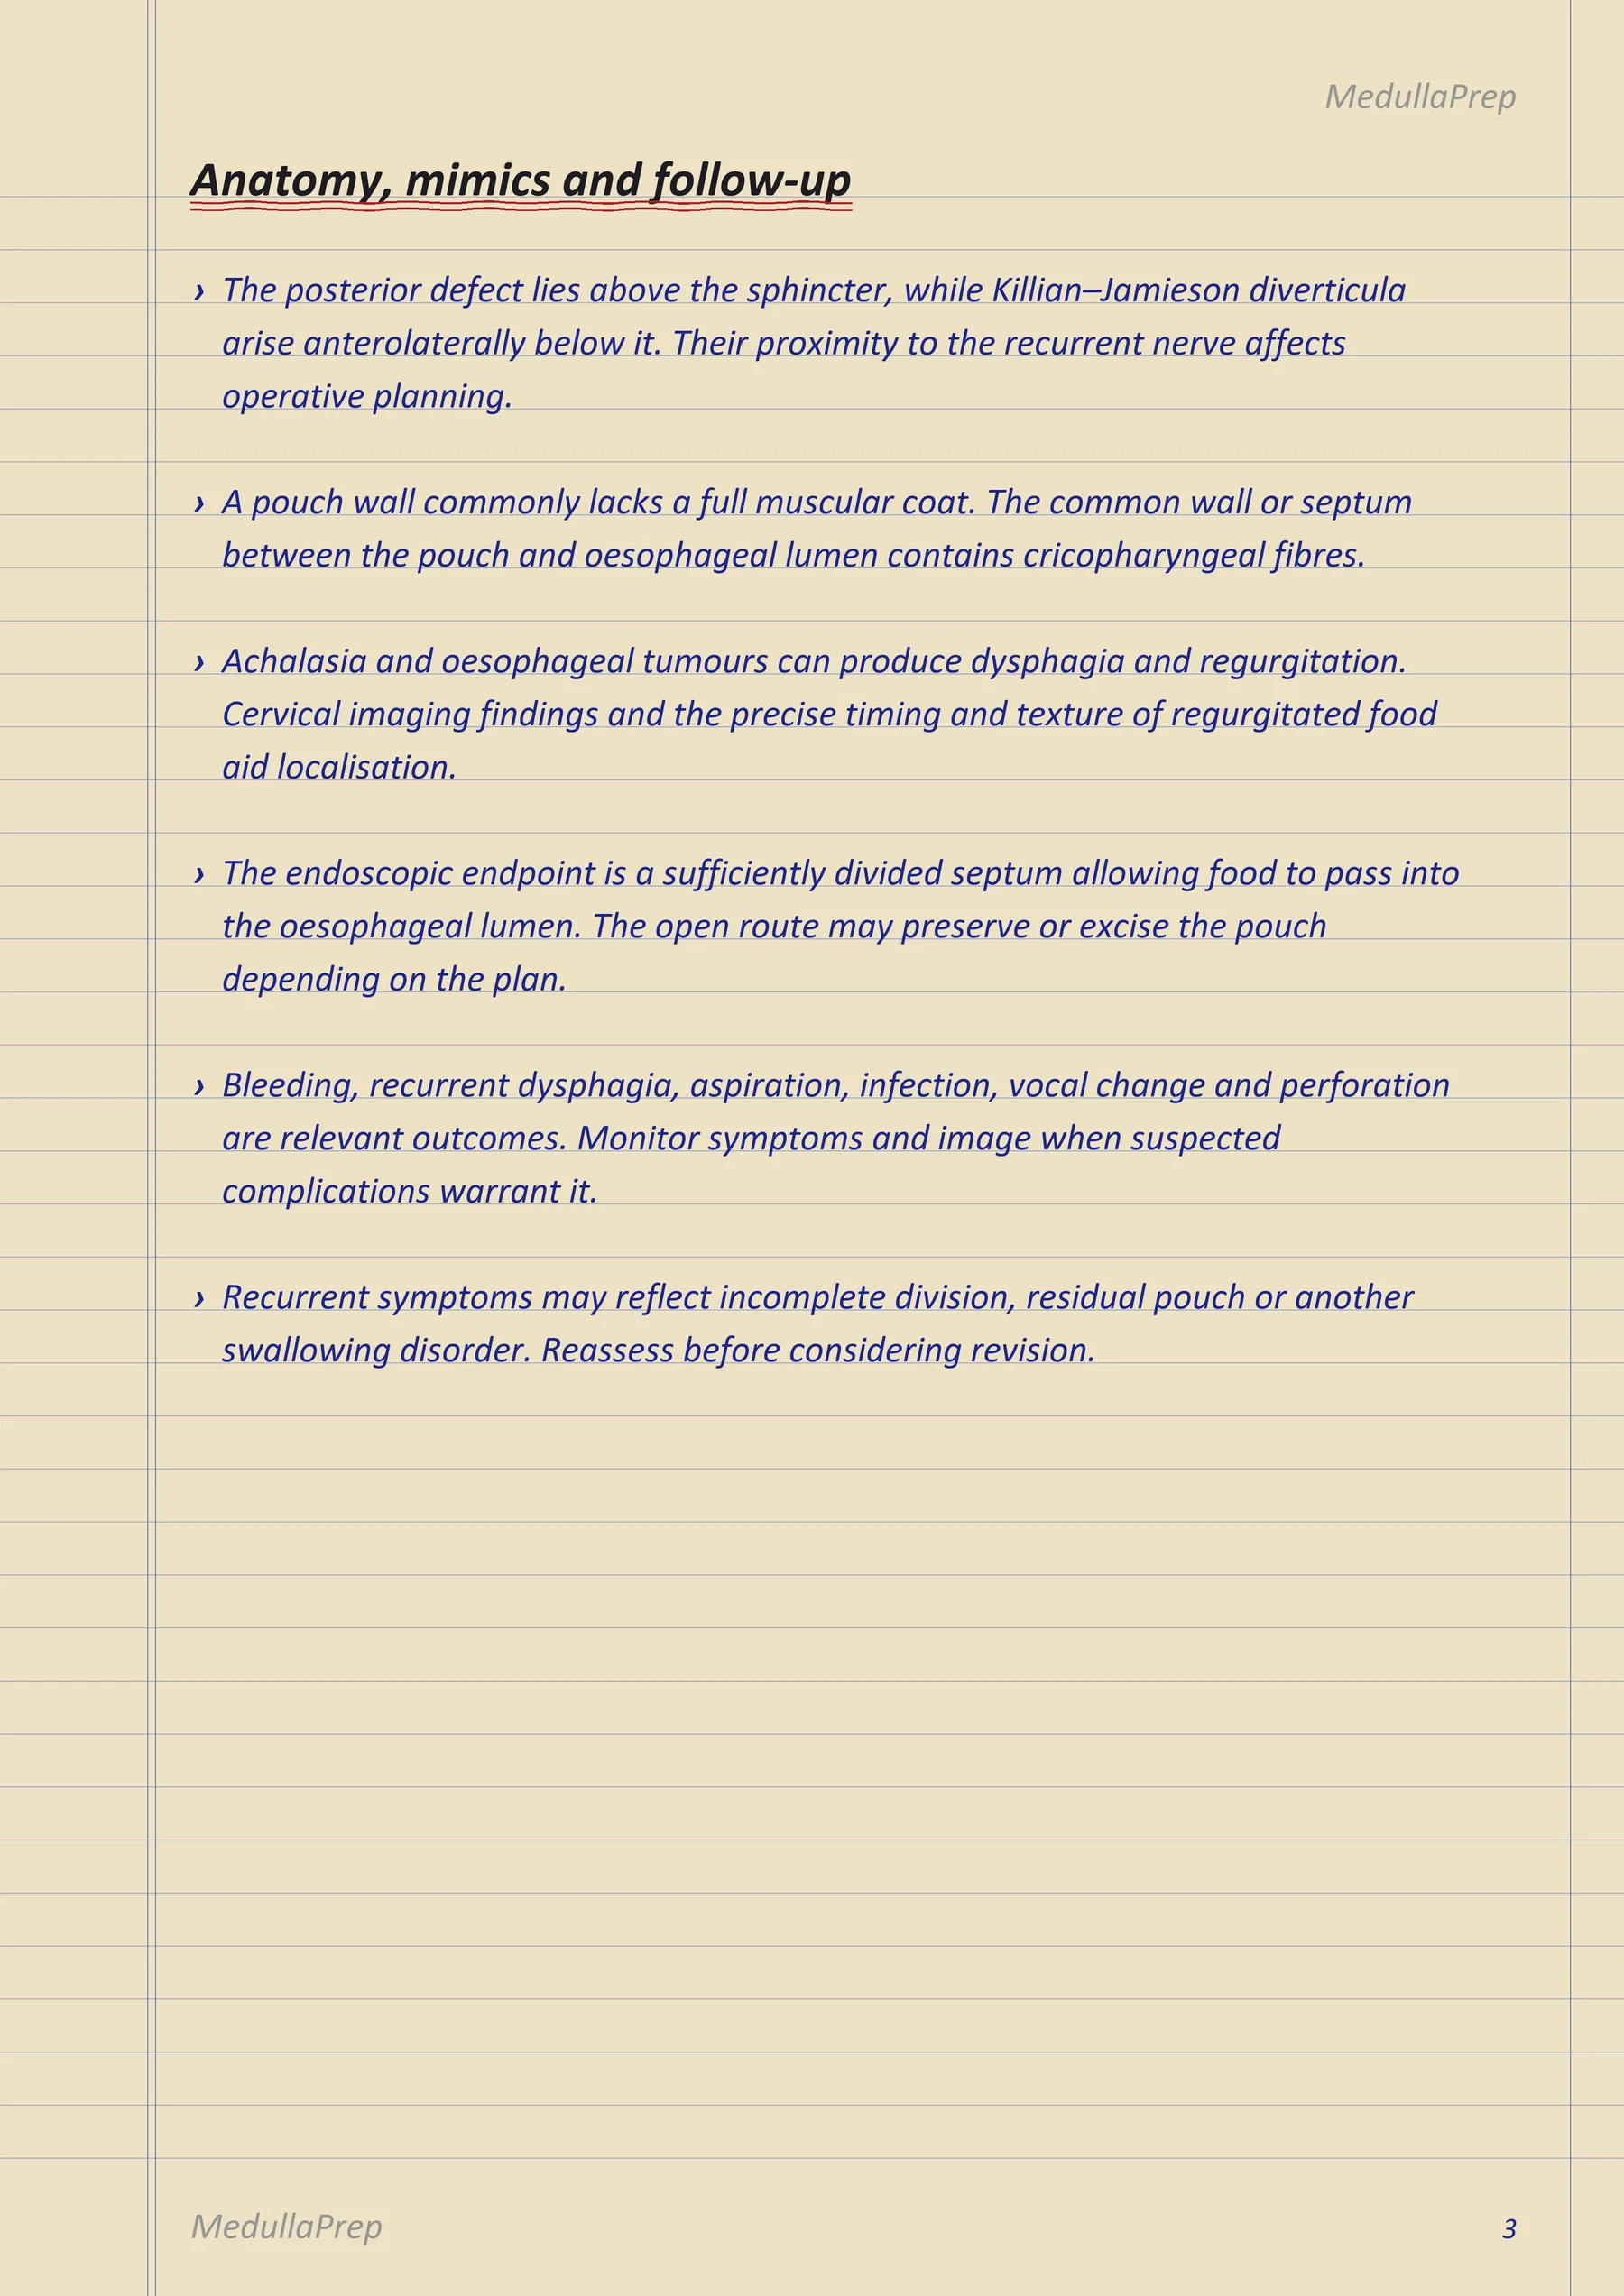 MedullaPrep
Anatomy, mimics and follow-up
› The posterior defect lies above the sphincter, while Killian–Jamieson diverticula
arise anterolaterally below it. Their proximity to the recurrent nerve affects
operative planning.
› A pouch wall commonly lacks a full muscular coat. The common wall or septum
between the pouch and oesophageal lumen contains cricopharyngeal fibres.
› Achalasia and oesophageal tumours can produce dysphagia and regurgitation.
Cervical imaging findings and the precise timing and texture of regurgitated food
aid localisation.
› The endoscopic endpoint is a sufficiently divided septum allowing food to pass into
the oesophageal lumen. The open route may preserve or excise the pouch
depending on the plan.
› Bleeding, recurrent dysphagia, aspiration, infection, vocal change and perforation
are relevant outcomes. Monitor symptoms and image when suspected
complications warrant it.
› Recurrent symptoms may reflect incomplete division, residual pouch or another
swallowing disorder. Reassess before considering revision.
MedullaPrep
3